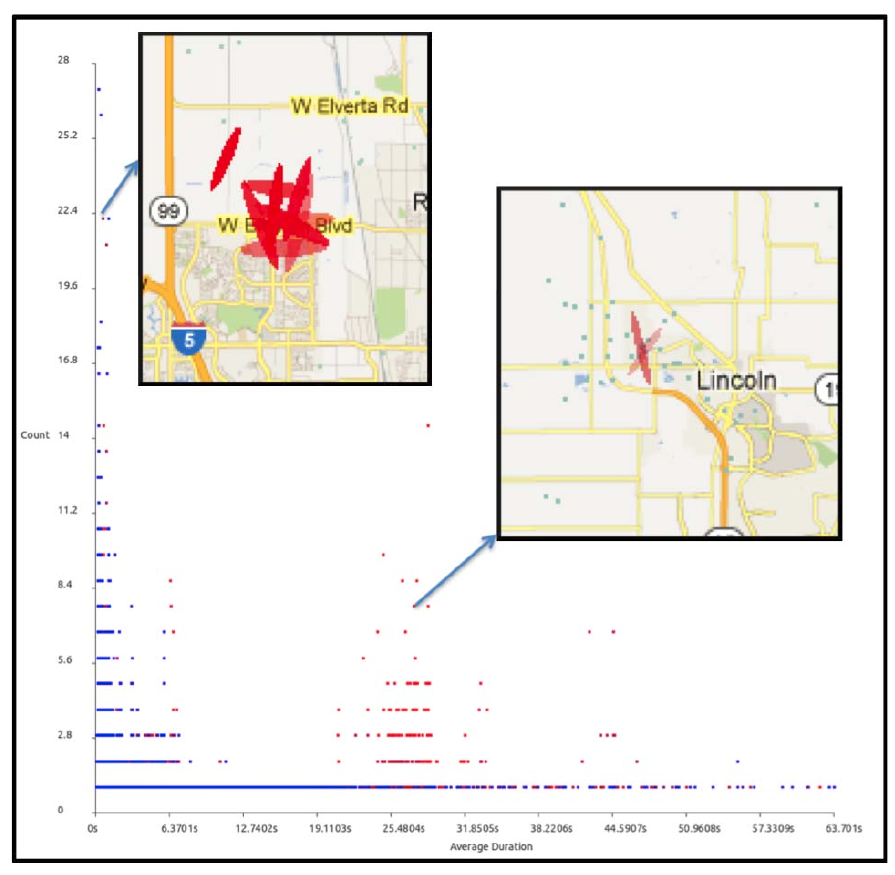 28
25.2
22.4
19.6
16.8
Count 14
11.2
8.4
5.6
2.8
0
0s 6.3701s 12.7402s 19.1103s 25.4804s 31.8505s 38.2206s 44.5907s 50.9608s 57.3309s 63.701s
Average Duration
W Elverta Rd
99
R
W E Blvd
5
Lincoln